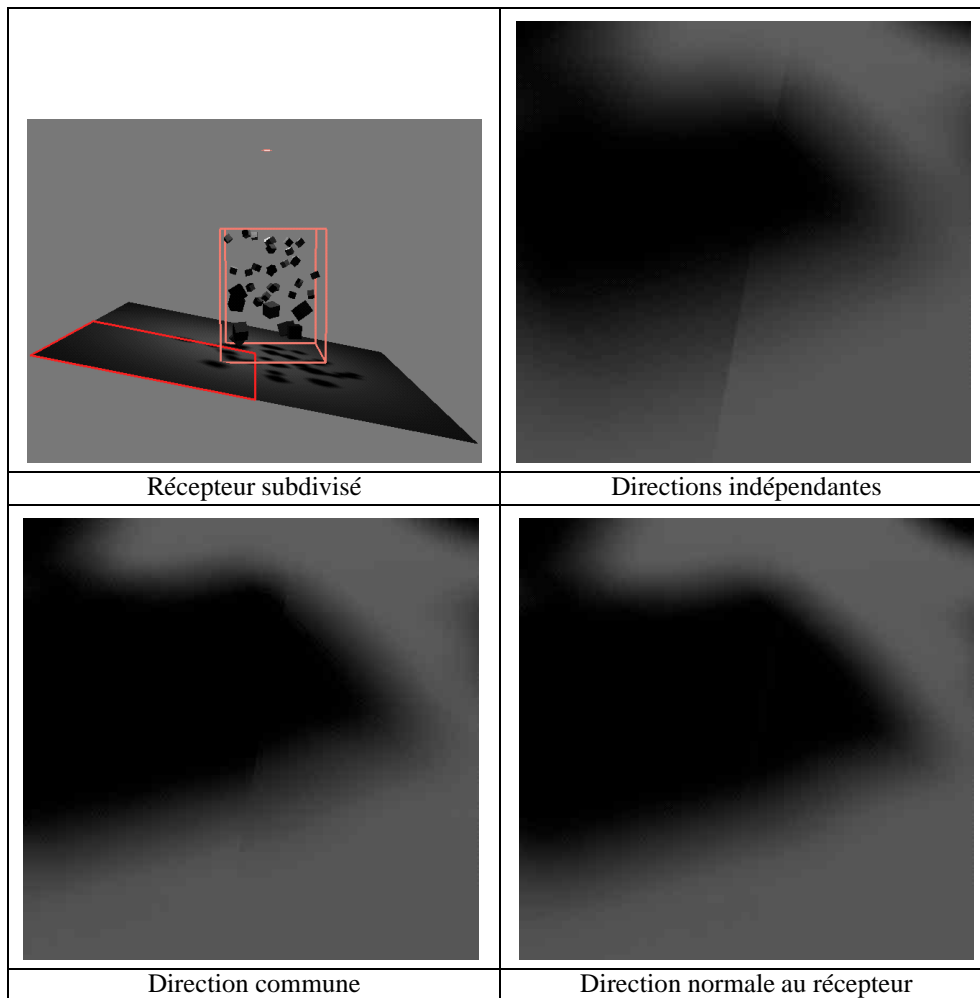 Récepteur subdivisé
Directions indépendantes
Direction commune
Direction normale au récepteur